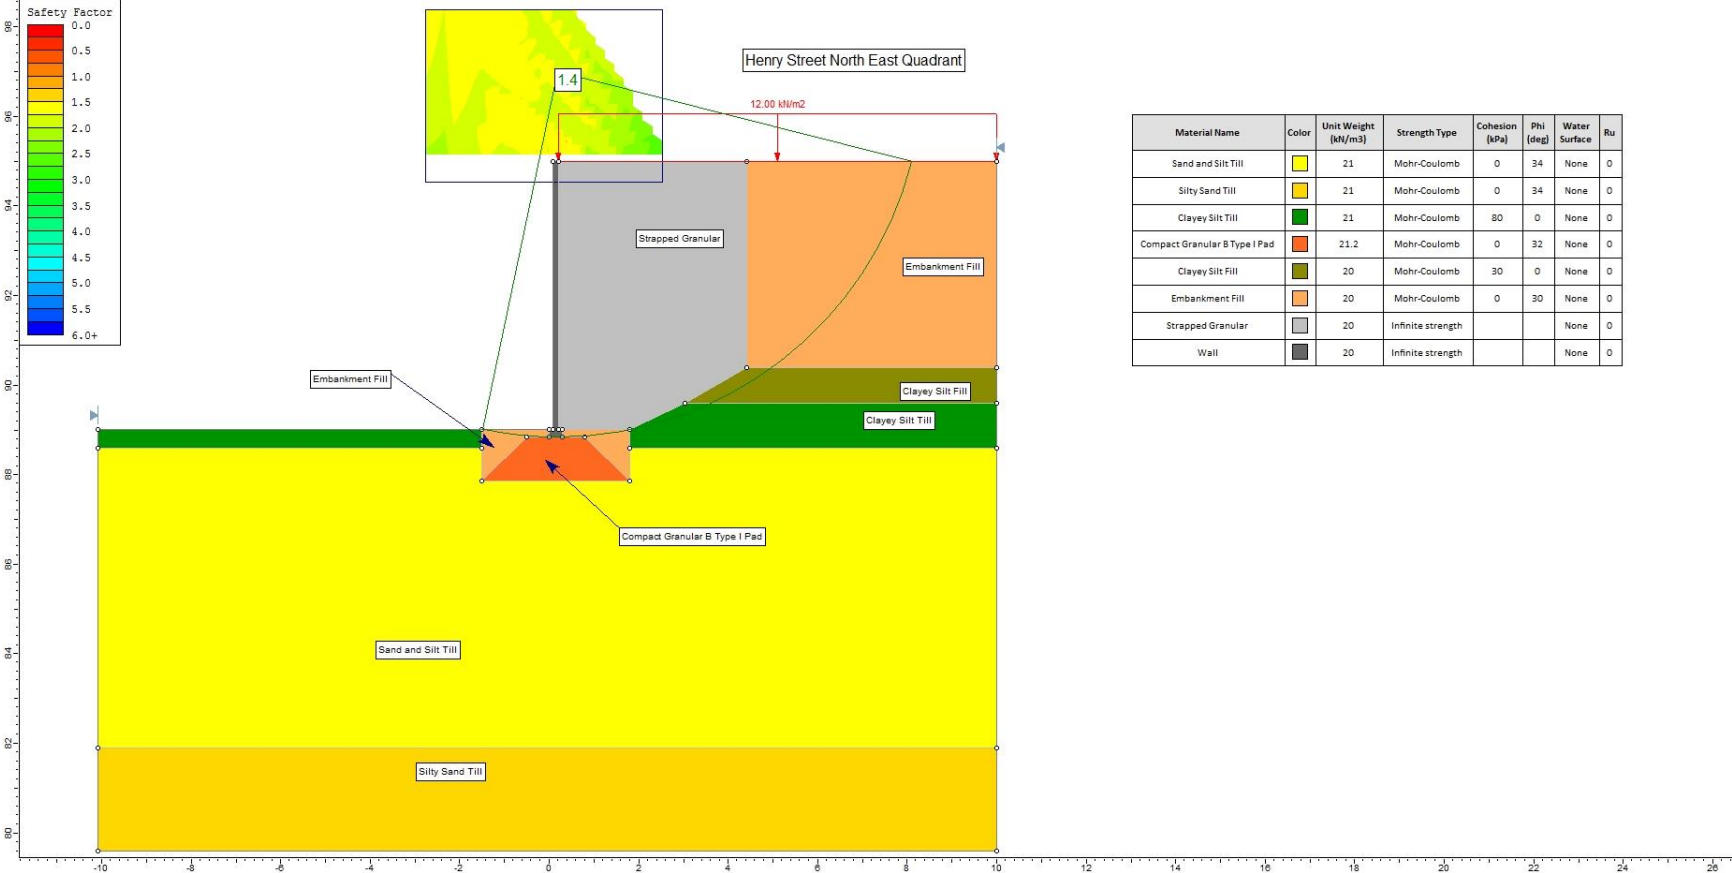 Safety Factor
0.0
0.5
1.0
1.5
2.0
2.5
3.0
3.5
4.0
4.5
5.0
5.5
6.0+
1.4
Henry Street North East Quadrant
12.00 kN/m2
Strapped Granular
Embankment Fill
Embankment Fill
Clayey Silt Fill
Clayey Silt Till
Compact Granular B Type I Pad
Sand and Silt Till
Silty Sand Till
Material Name Color Unit Weight (kN/m3) Strength Type Cohesion (kPa) Phi (deg) Water Surface Ru
Sand and Silt Till 21 Mohr-Coulomb 0 34 None 0
Silty Sand Till 21 Mohr-Coulomb 0 34 None 0
Clayey Silt Till 21 Mohr-Coulomb 80 0 None 0
Compact Granular B Type I Pad 21.2 Mohr-Coulomb 0 32 None 0
Clayey Silt Fill 20 Mohr-Coulomb 30 0 None 0
Embankment Fill 20 Mohr-Coulomb 0 30 None 0
Strapped Granular 20 Infinite strength None 0
Wall 20 Infinite strength None 0
98
96
94
92
90
88
86
84
82
80
-10 -8 -6 -4 -2 0 2 4 6 8 10 12 14 16 18 20 22 24 26